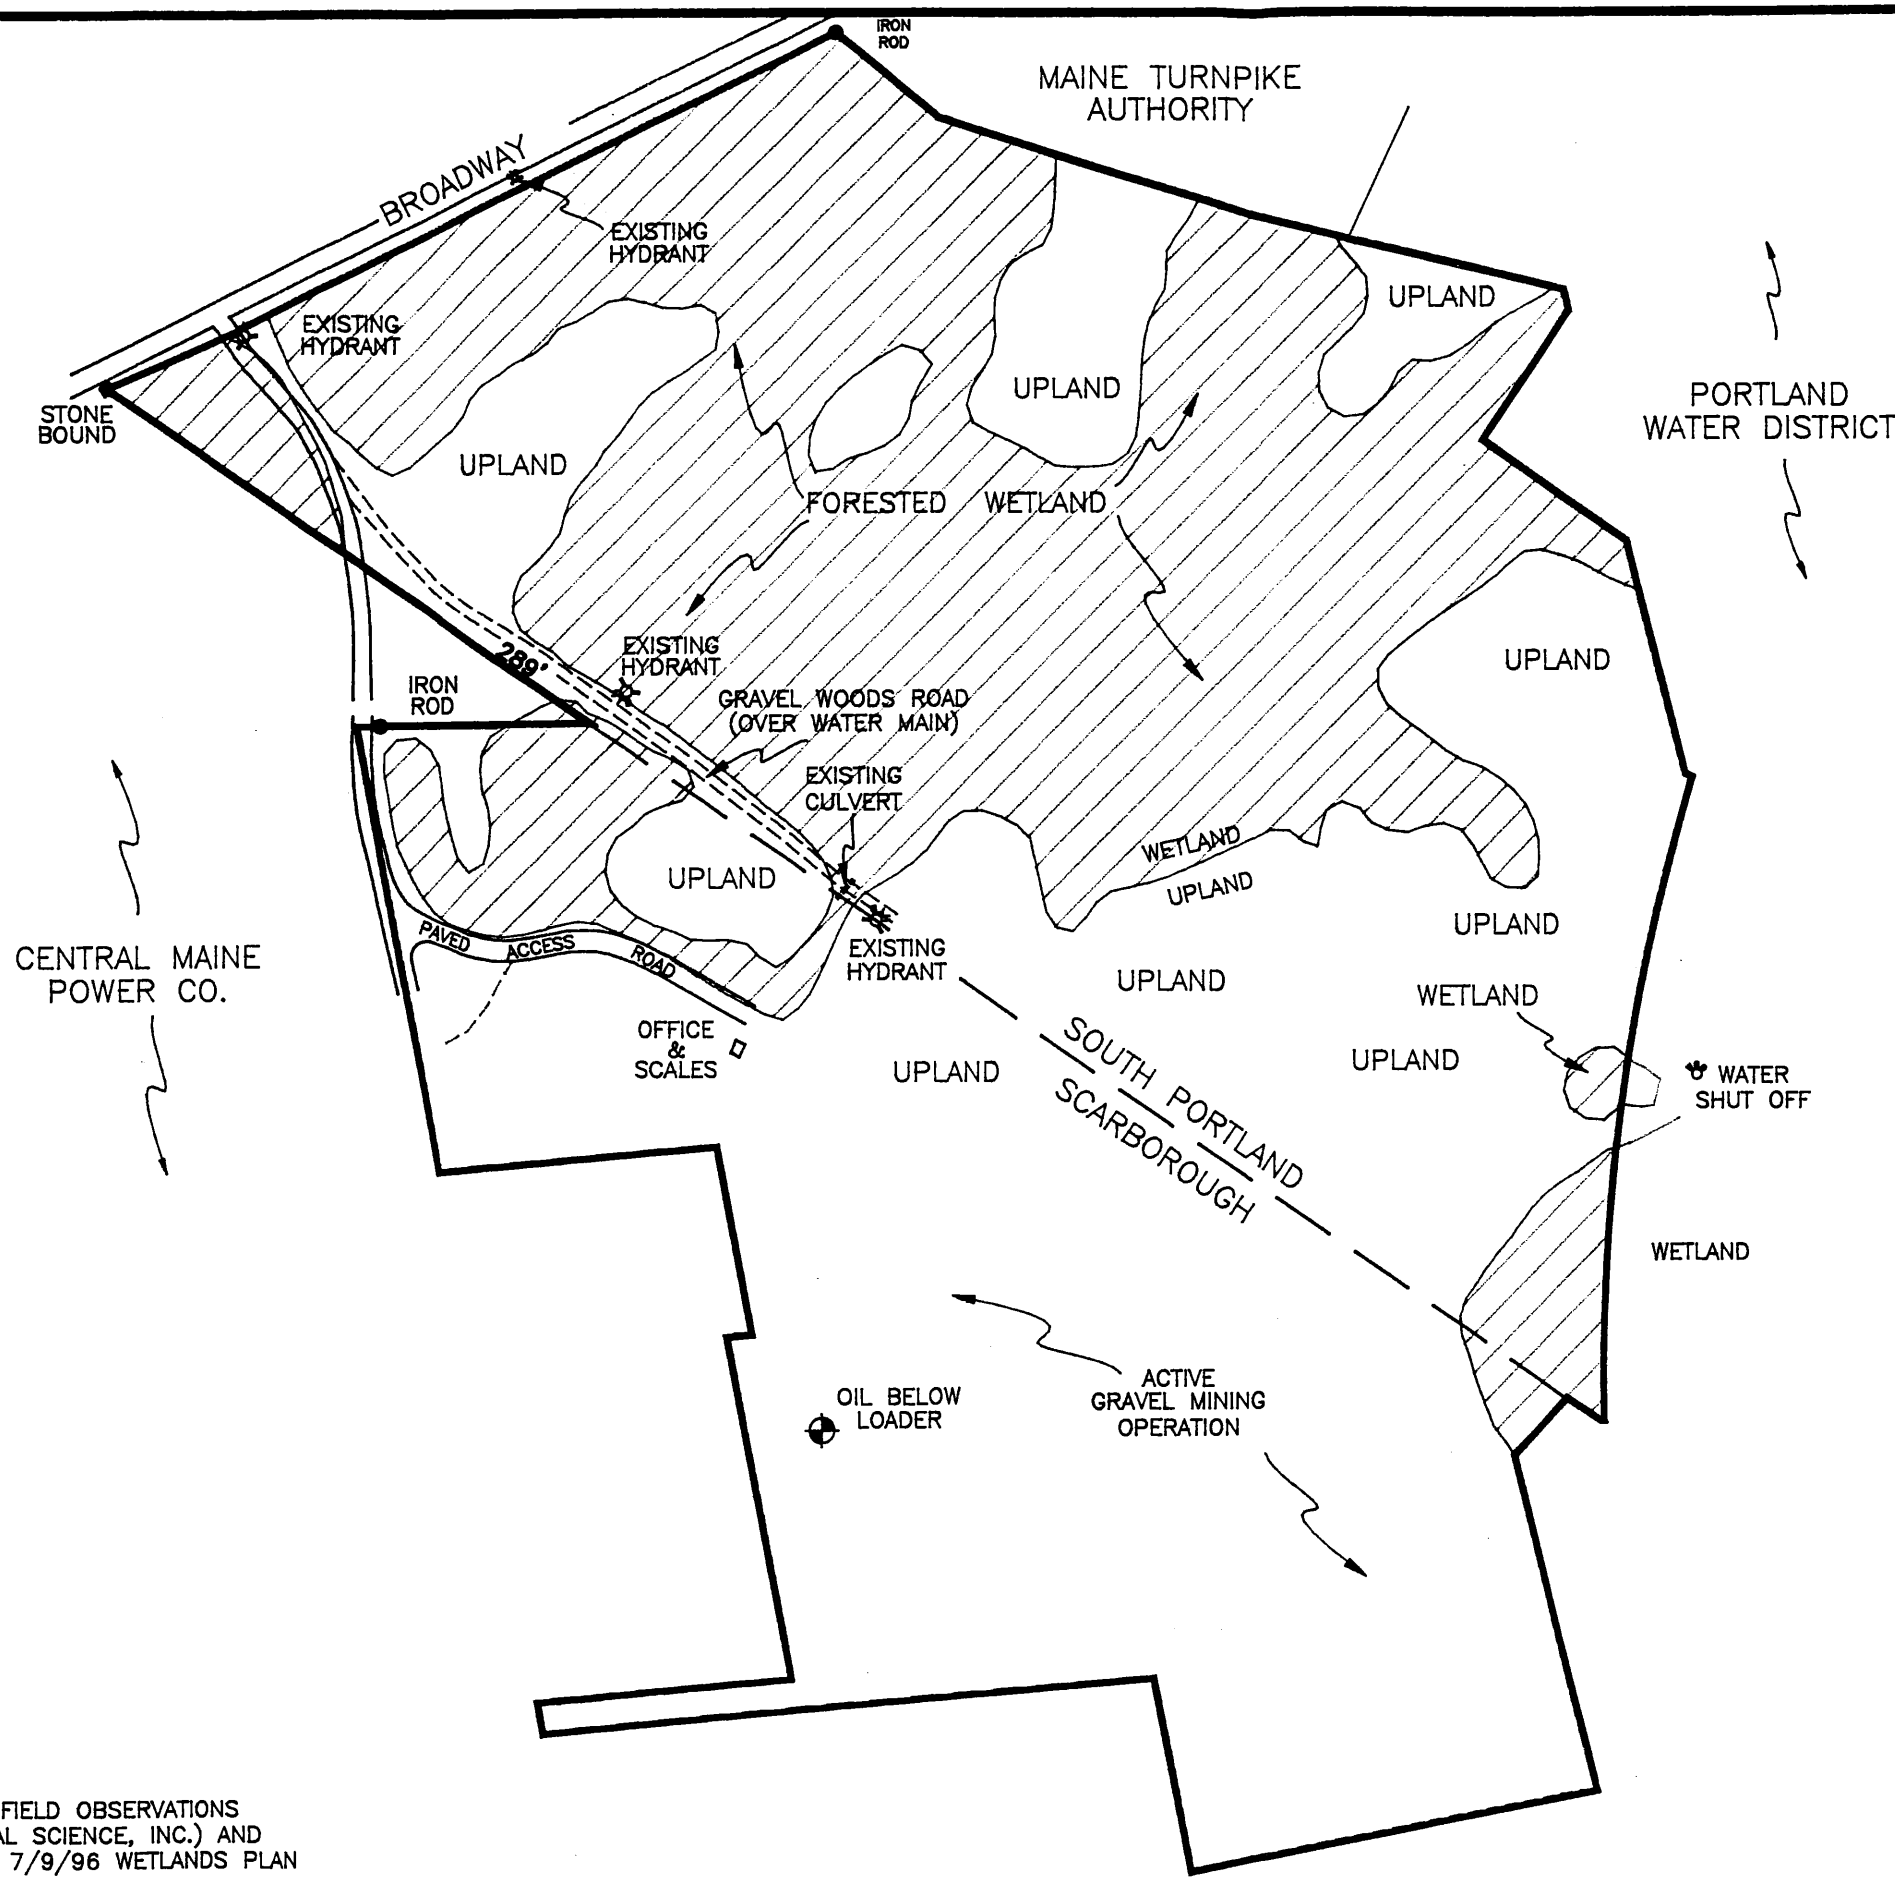 IRON
ROD
MAINE TURNPIKE
AUTHORITY
BROADWAY
EXISTING
HYDRANT
EXISTING
HYDRANT
UPLAND
UPLAND
PORTLAND
WATER DISTRICT
STONE
BOUND
UPLAND
FORESTED WETLAND
289'
EXISTING
HYDRANT
UPLAND
IRON
ROD
GRAVEL WOODS ROAD
(OVER WATER MAIN)
EXISTING
CULVERT
WETLAND
UPLAND
UPLAND
UPLAND
PAVED ACCESS ROAD
EXISTING
HYDRANT
CENTRAL MAINE
POWER CO.
UPLAND
WETLAND
OFFICE
&
SCALES
UPLAND
UPLAND
SOUTH PORTLAND
SCARBOROUGH
WATER
SHUT OFF
WETLAND
ACTIVE
GRAVEL MINING
OPERATION
OIL BELOW
LOADER
FIELD OBSERVATIONS
AL SCIENCE, INC.) AND
7/9/96 WETLANDS PLAN